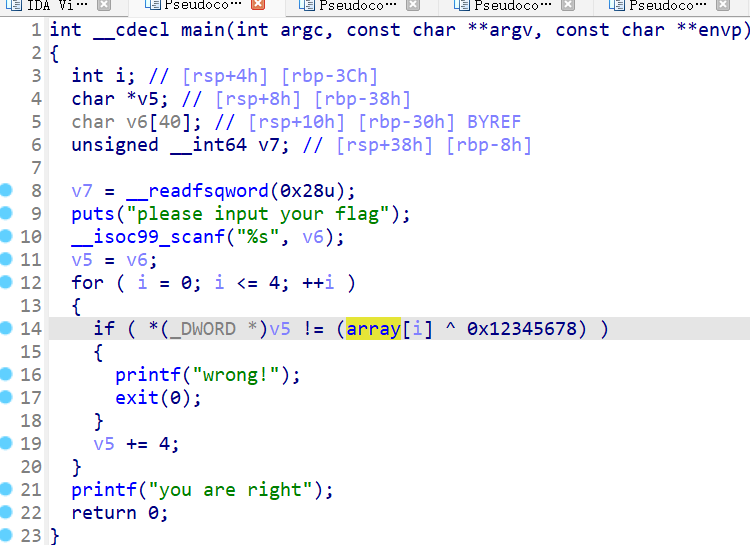 IDA Vi… Pseudoco… Pseudoco… Pseudoco… Pseudoco…
1 int __cdecl main(int argc, const char **argv, const char **envp)
2 {
3   int i; // [rsp+4h] [rbp-3Ch]
4   char *v5; // [rsp+8h] [rbp-38h]
5   char v6[40]; // [rsp+10h] [rbp-30h] BYREF
6   unsigned __int64 v7; // [rsp+38h] [rbp-8h]
7
8   v7 = __readfsqword(0x28u);
9   puts("please input your flag");
10   __isoc99_scanf("%s", v6);
11   v5 = v6;
12   for ( i = 0; i <= 4; ++i )
13   {
14     if ( *(_DWORD *)v5 != (array[i] ^ 0x12345678) )
15     {
16       printf("wrong!");
17       exit(0);
18     }
19     v5 += 4;
20   }
21   printf("you are right");
22   return 0;
23 }